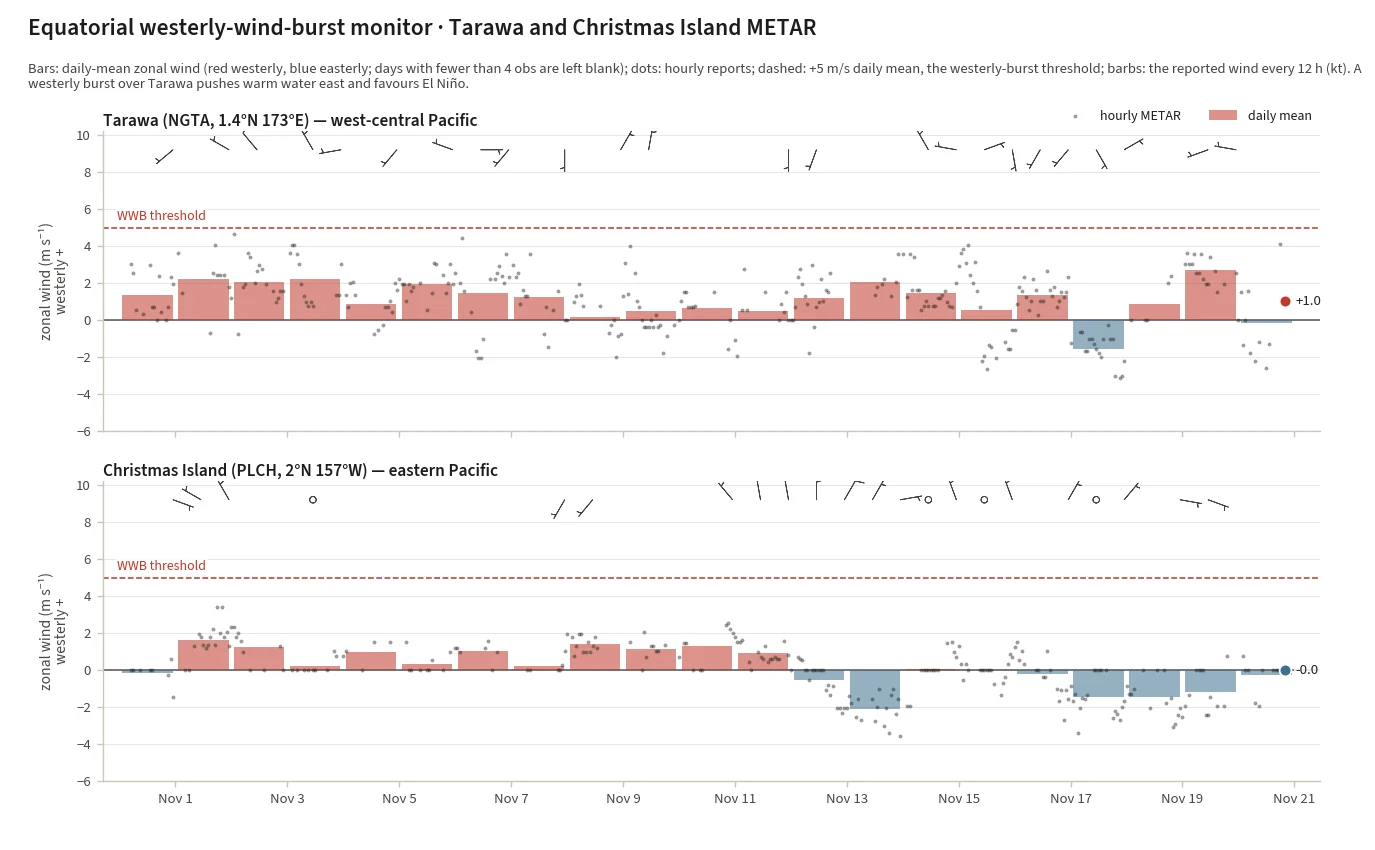 Equatorial westerly-wind-burst monitor · Tarawa and Christmas Island METAR
Bars: daily-mean zonal wind (red westerly, blue easterly; days with fewer than 4 obs are left blank); dots: hourly reports; dashed: +5 m/s daily mean, the westerly-burst threshold; barbs: the reported wind every 12 h (kt). A
westerly burst over Tarawa pushes warm water east and favours El Niño.
Tarawa (NGTA, 1.4°N 173°E) — west-central Pacific
hourly METAR
daily mean
10
8
6
4
2
0
−2
−4
−6
zonal wind (m s⁻¹)
westerly +
WWB threshold
+1.0
Christmas Island (PLCH, 2°N 157°W) — eastern Pacific
10
8
6
4
2
0
−2
−4
−6
zonal wind (m s⁻¹)
westerly +
WWB threshold
-0.0
Nov 1
Nov 3
Nov 5
Nov 7
Nov 9
Nov 11
Nov 13
Nov 15
Nov 17
Nov 19
Nov 21